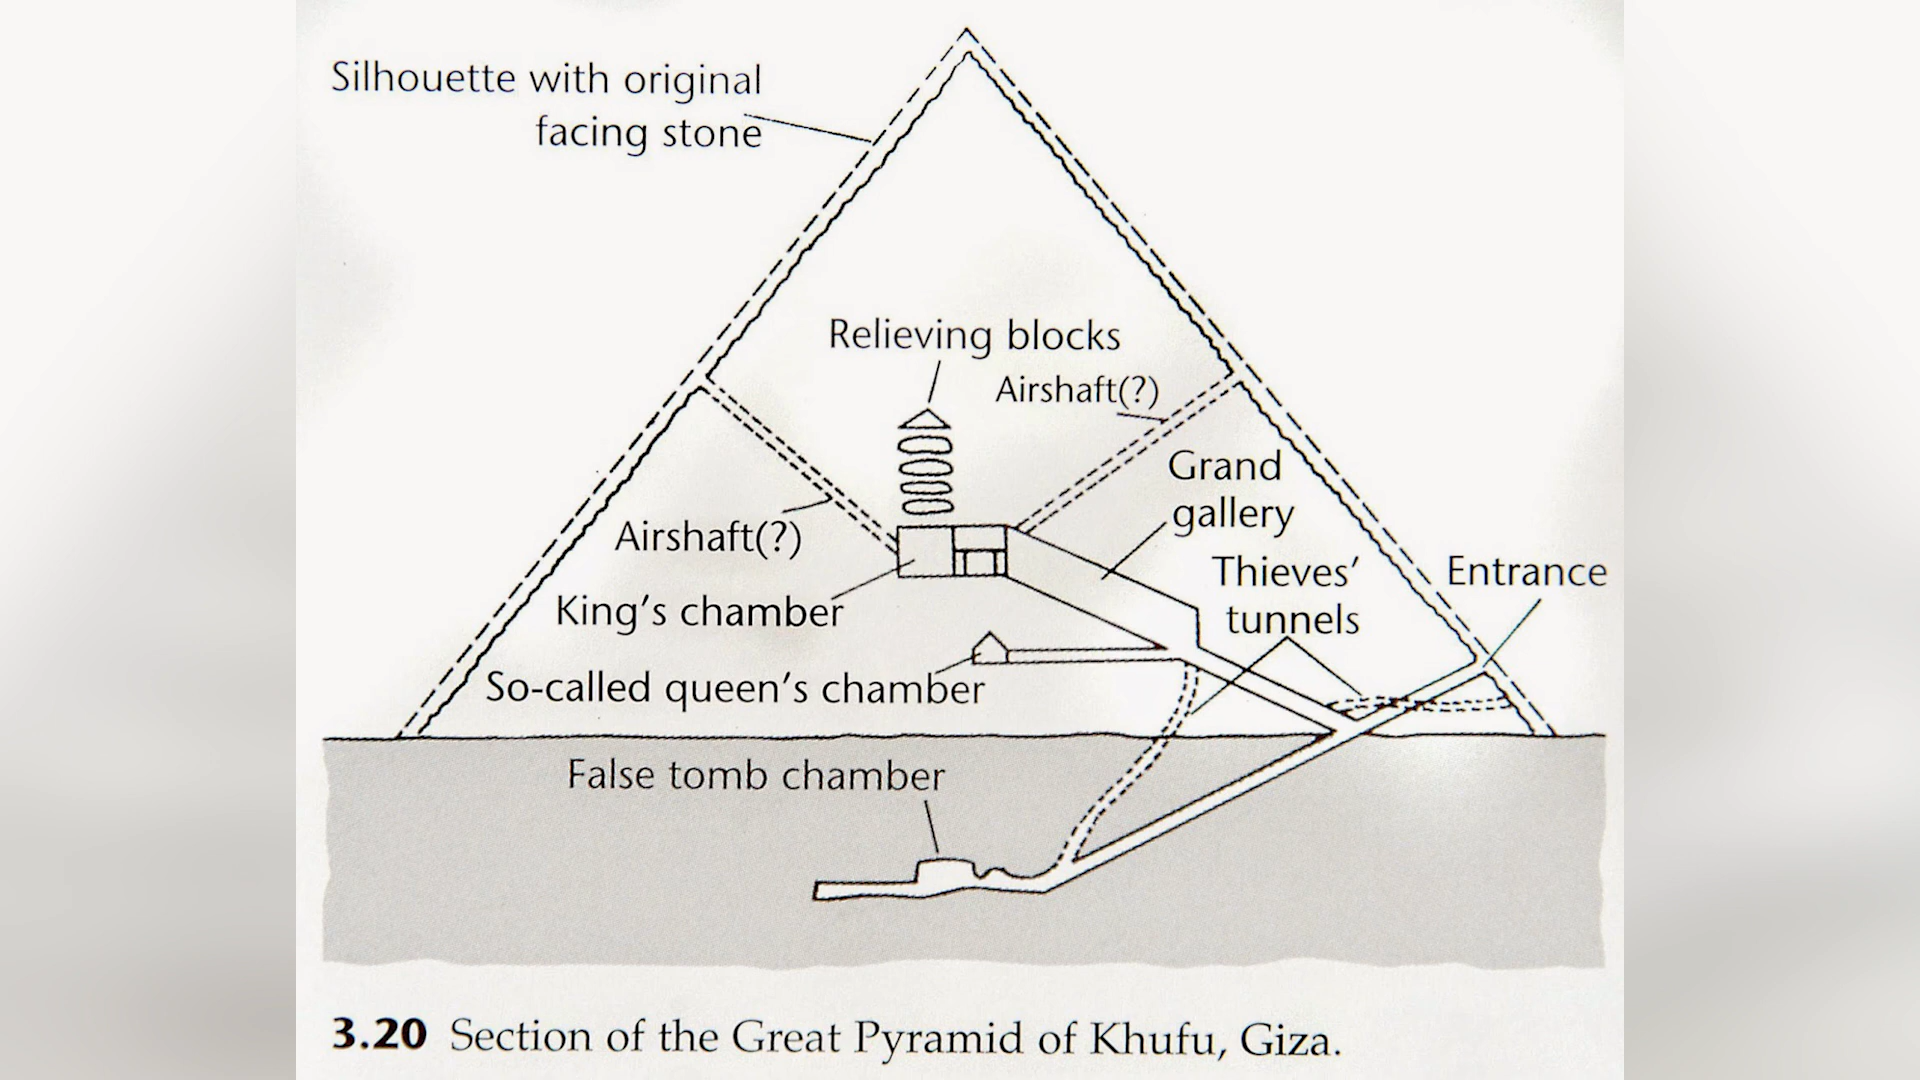 Silhouette with original
facing stone
Relieving blocks
Airshaft(?)
Grand
gallery
Airshaft(?)
Thieves’
tunnels
Entrance
King’s chamber
So-called queen’s chamber
False tomb chamber
3.20 Section of the Great Pyramid of Khufu, Giza.